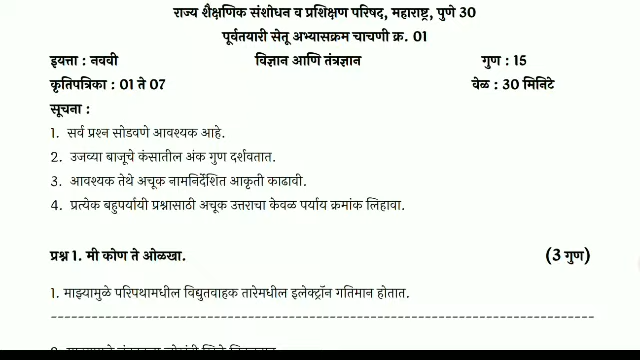 राज्य शैक्षणिक संशोधन व प्रशिक्षण परिषद, महाराष्ट्र, पुणे 30
पूर्वतयारी सेतू अभ्यासक्रम चाचणी क्र. 01
इयत्ता : नववी विज्ञान आणि तंत्रज्ञान गुण : 15
कृतिपत्रिका : 01 ते 07 वेळ : 30 मिनिटे
सूचना :
1. सर्व प्रश्न सोडवणे आवश्यक आहे.
2. उजव्या बाजूचे कंसातील अंक गुण दर्शवतात.
3. आवश्यक तेथे अचूक नामनिर्देशित आकृती काढावी.
4. प्रत्येक बहुपर्यायी प्रश्नासाठी अचूक उत्तराचा केवळ पर्याय क्रमांक लिहावा.
प्रश्न 1. मी कोण ते ओळखा. (3 गुण)
1. माझ्यामुळे परिपथामधील विद्युतवाहक तारेमधील इलेक्ट्रॉन गतिमान होतात.